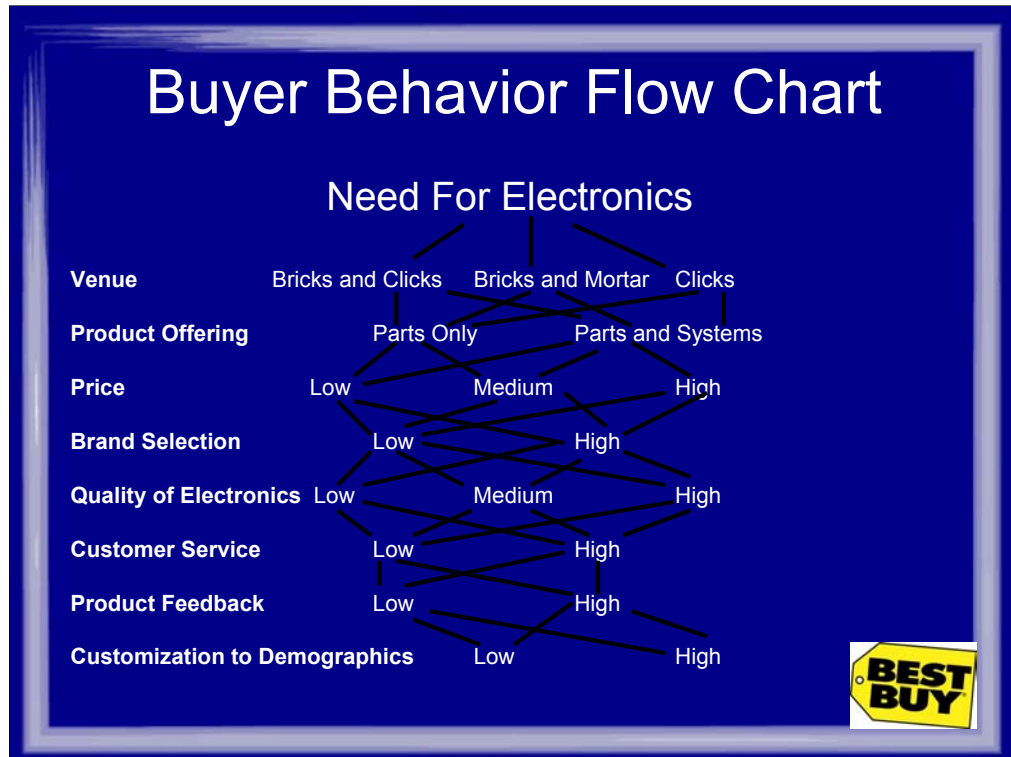 Buyer Behavior Flow Chart
Need For Electronics
Venue Bricks and Clicks Bricks and Mortar Clicks
Product Offering Parts Only Parts and Systems
Price Low Medium High
Brand Selection Low High
Quality of Electronics Low Medium High
Customer Service Low High
Product Feedback Low High
Customization to Demographics Low High
BEST
BUY